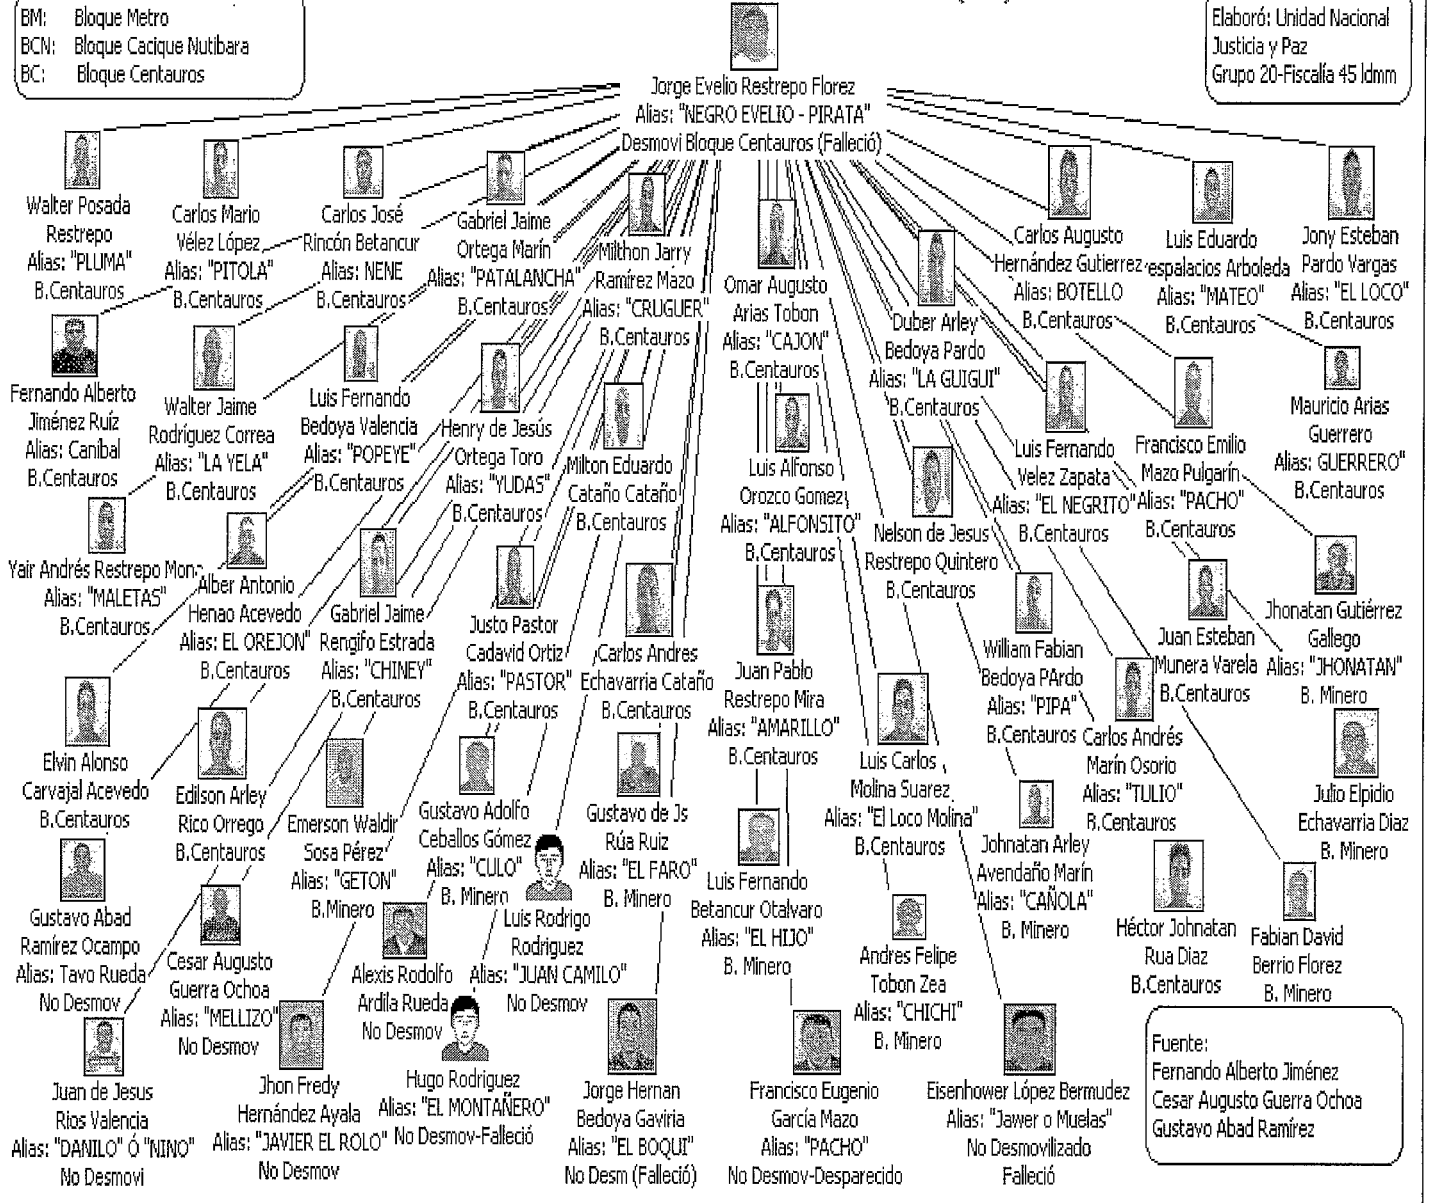 BM: Bloque Metro
BCN: Bloque Cacique Nutibara
BC: Bloque Centauros
Elaboró: Unidad Nacional
Justicia y Paz
Grupo 20-Fiscalía 45 ldmm
Jorge Evelio Restrepo Florez
Alias: "NEGRO EVELIO - PIRATA"
Desmovi Bloque Centauros (Falleció)
Walter Posada
Restrepo
Alias: "PLUMA"
B.Centauros
Carlos Mario
Vélez López
Alias: "PITOLA"
B.Centauros
Carlos José
Rincón Betancur
Alias: NENE
B.Centauros
Gabriel Jaime
Ortega Marín
Alias: "PATALANCHA"
B.Centauros
Milthon Jarry
Ramírez Mazo
Alias: "CRUGUER"
B.Centauros
Omar Augusto
Arias Tobon
Alias: "CAJON"
B.Centauros
Duber Arley
Bedoya Pardo
Alias: "LA GUIGUI"
B.Centauros
Carlos Augusto
Hernández Gutierrez
Alias: BOTELLO
B.Centauros
Luis Eduardo
espalacios Arboleda
Alias: "MATEO"
B.Centauros
Jony Esteban
Pardo Vargas
Alias: "EL LOCO"
B.Centauros
Fernando Alberto
Jiménez Ruíz
Alias: Caníbal
B.Centauros
Walter Jaime
Rodríguez Correa
Alias: "LA YELA"
B.Centauros
Luis Fernando
Bedoya Valencia
Alias: "POPEYE"
B.Centauros
Henry de Jesús
Ortega Toro
Alias: "YUDAS"
B.Centauros
Milton Eduardo
Cataño Cataño
B.Centauros
Luis Alfonso
Orozco Gomez
Alias: "ALFONSITO"
B.Centauros
Nelson de Jesus
Restrepo Quintero
B.Centauros
Luis Fernando
Velez Zapata
Alias: "EL NEGRITO"
B.Centauros
Francisco Emilio
Mazo Pulgarín
Alias: "PACHO"
B.Centauros
Mauricio Arias
Guerrero
Alias: GUERRERO"
B.Centauros
Yair Andrés Restrepo
Alias: "MALETAS"
B.Centauros
Alber Antonio
Henao Acevedo
Alias: EL OREJON"
B.Centauros
Gabriel Jaime
Rengifo Estrada
Alias: "CHINEY"
B.Centauros
Justo Pastor
Cadavid Ortiz
Alias: "PASTOR"
B.Centauros
Carlos Andres
Echavarria Cataño
B.Centauros
Juan Pablo
Restrepo Mira
Alias: "AMARILLO"
B.Centauros
Luis Carlos
Molina Suarez
Alias: "El Loco Molina"
B.Centauros
William Fabian
Bedoya PArdo
Alias: "PIPA"
B.Centauros
Carlos Andrés
Marín Osorio
Alias: "TULIO"
B.Centauros
Juan Esteban
Munera Varela
B.Centauros
Jhonatan Gutiérrez
Gallego
Alias: "JHONATAN"
B. Minero
Elvin Alonso
Carvajal Acevedo
B.Centauros
Edilson Arley
Rico Orrego
B.Centauros
Emerson Waldir
Sosa Pérez
Alias: "GETON"
B.Minero
Gustavo Adolfo
Ceballos Gómez
Alias: "CULO"
B. Minero
Gustavo de Js
Rúa Ruiz
Alias: "EL FARO"
B. Minero
Luis Fernando
Betancur Otalvaro
Alias: "EL HIJO"
B. Minero
Johnatan Arley
Avendaño Marín
Alias: "CAÑOLA"
B. Minero
Julio Elpidio
Echavarria Diaz
B. Minero
Gustavo Abad
Ramírez Ocampo
Alias: Tavo Rueda
No Desmov
Cesar Augusto
Guerra Ochoa
Alias: "MELLIZO"
No Desmov
Alexis Rodolfo
Ardila Rueda
No Desmov
Luis Rodrigo
Rodriguez
Alias: "JUAN CAMILO"
No Desmov
Andres Felipe
Tobon Zea
Alias: "CHICHI"
B. Minero
Héctor Johnatan
Rua Diaz
B.Centauros
Fabian David
Berrio Florez
B. Minero
Juan de Jesus
Rios Valencia
Alias: "DANILO" Ó "NINO"
No Desmovi
Jhon Fredy
Hernández Ayala
Alias: "JAVIER EL ROLO"
No Desmov
Hugo Rodriguez
Alias: "EL MONTAÑERO"
No Desmov-Falleció
Jorge Hernan
Bedoya Gaviria
Alias: "EL BOQUI"
No Desm (Falleció)
Francisco Eugenio
García Mazo
Alias: "PACHO"
No Desmov-Desparecido
Eisenhower López Bermudez
Alias: "Jawer o Muelas"
No Desmovilizado
Falleció
Fuente:
Fernando Alberto Jiménez
Cesar Augusto Guerra Ochoa
Gustavo Abad Ramírez